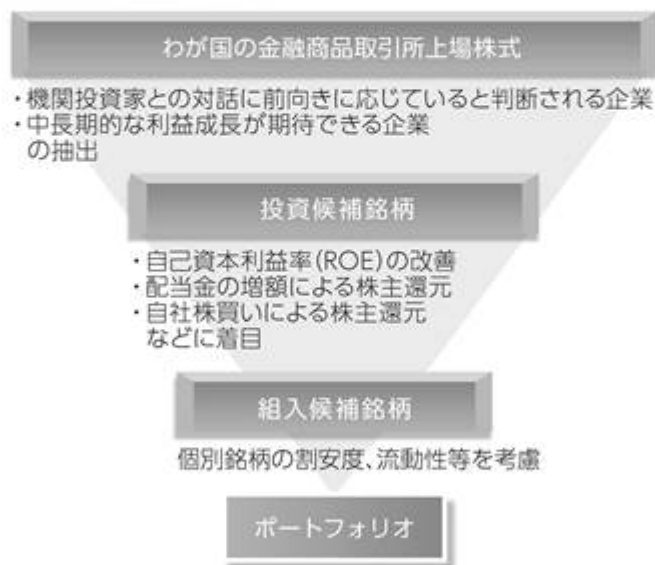 わが国の金融商品取引所上場株式
・機関投資家との対話に前向きに応じていると判断される企業
・中長期的な利益成長が期待できる企業
の抽出
投資候補銘柄
・自己資本利益率(ROE)の改善
・配当金の増額による株主還元
・自社株買いによる株主還元
などに着目
組入候補銘柄
個別銘柄の割安度、流動性等を考慮
ポートフォリオ